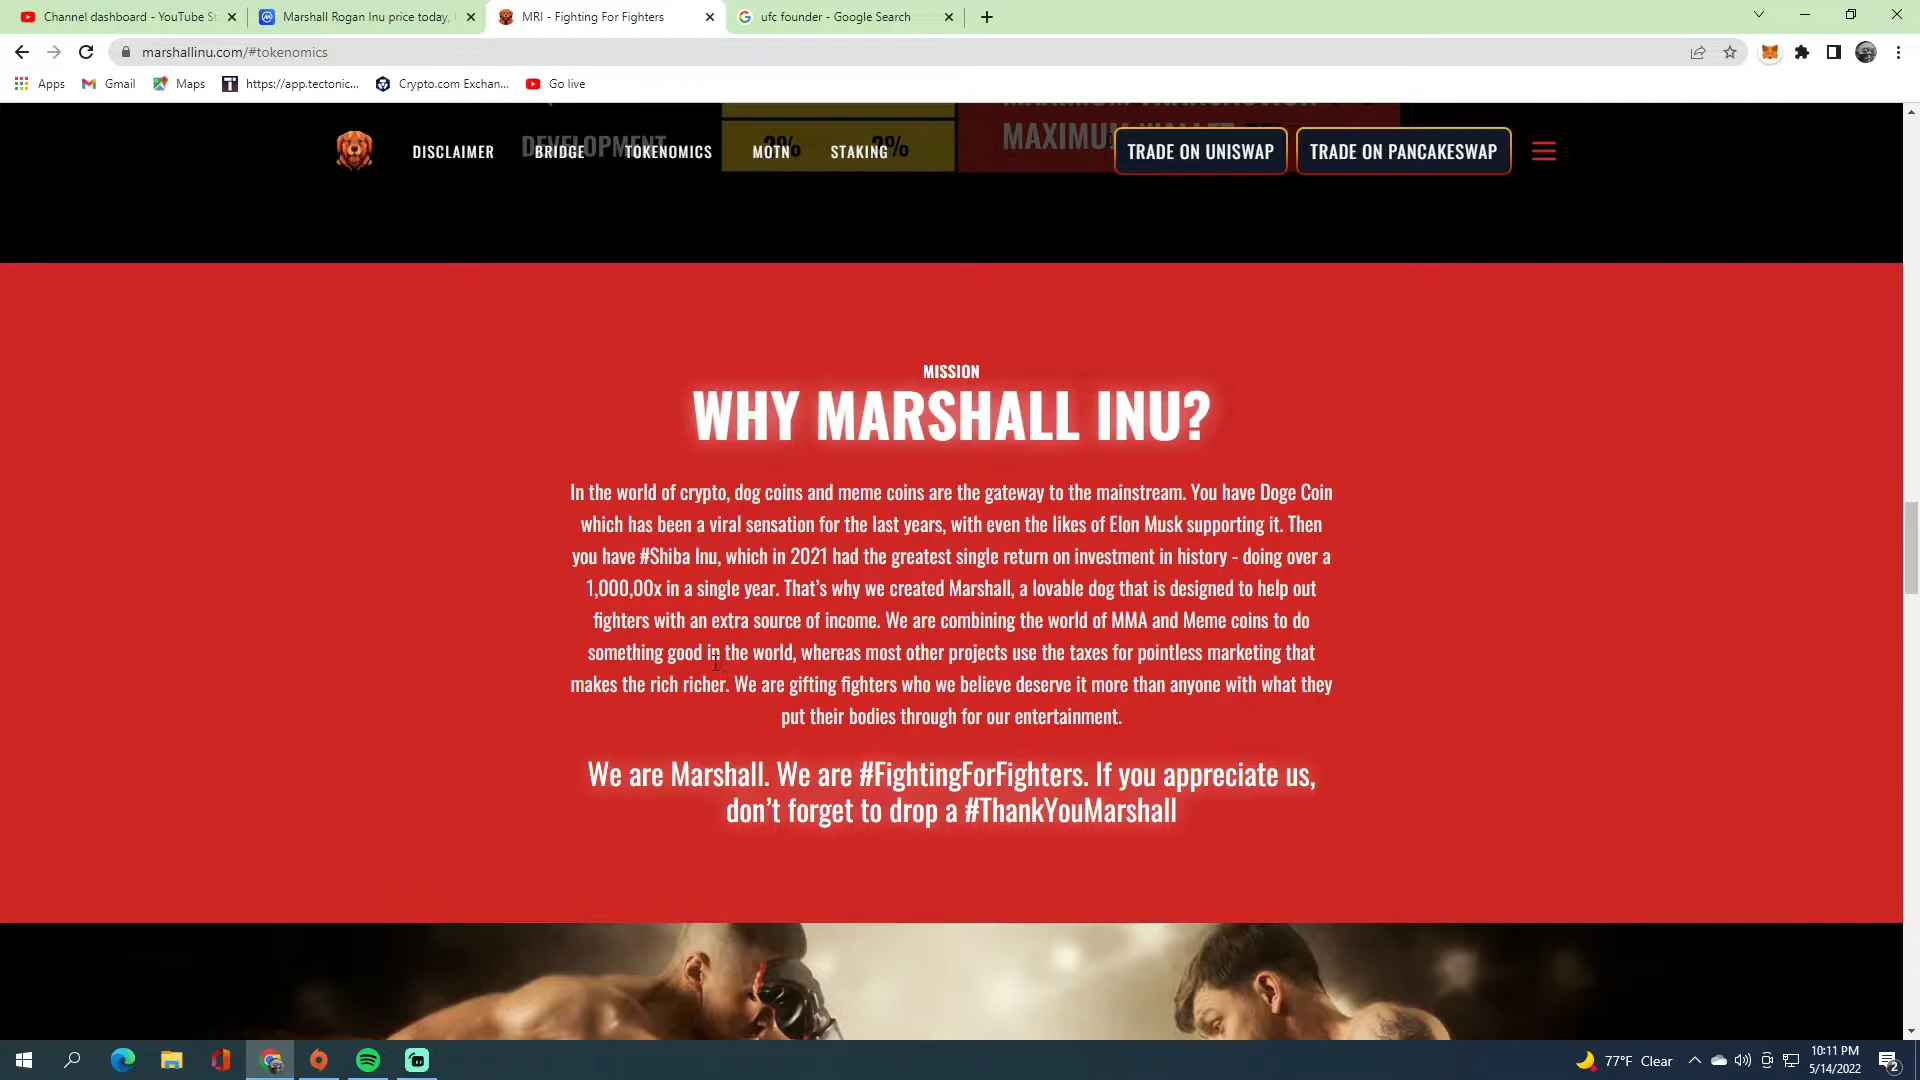 Channel dashboard - YouTube St
Marshall Rogan Inu price today,
MRI - Fighting For Fighters
ufc founder - Google Search
marshallinu.com/#tokenomics
Apps
Gmail
Maps
https://app.tectonic...
Crypto.com Exchan...
Go live
MAXIMUM TRANSACTION
MAXIMUM WALLET
DEVELOPMENT
2%
2%
DISCLAIMER
BRIDGE
TOKENOMICS
MOTN
STAKING
TRADE ON UNISWAP
TRADE ON PANCAKESWAP
MISSION
WHY MARSHALL INU?
In the world of crypto, dog coins and meme coins are the gateway to the mainstream. You have Doge Coin
which has been a viral sensation for the last years, with even the likes of Elon Musk supporting it. Then
you have #Shiba Inu, which in 2021 had the greatest single return on investment in history - doing over a
1,000,00x in a single year. That’s why we created Marshall, a lovable dog that is designed to help out
fighters with an extra source of income. We are combining the world of MMA and Meme coins to do
something good in the world, whereas most other projects use the taxes for pointless marketing that
makes the rich richer. We are gifting fighters who we believe deserve it more than anyone with what they
put their bodies through for our entertainment.
We are Marshall. We are #FightingForFighters. If you appreciate us,
don’t forget to drop a #ThankYouMarshall
77°F Clear
10:11 PM
5/14/2022
2